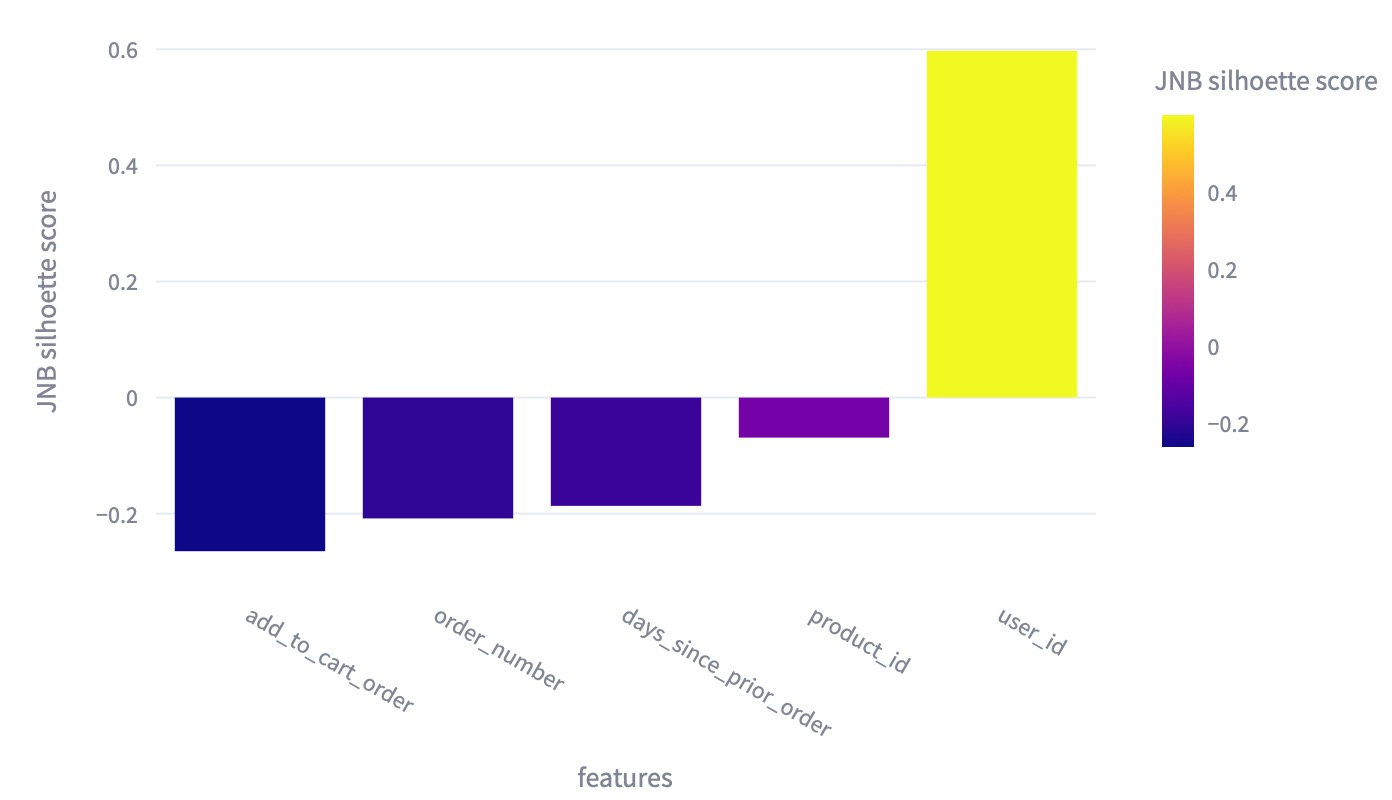 JNB silhoette score
0.6
0.4
0.2
0
−0.2
JNB silhoette score
0.4
0.2
0
−0.2
add_to_cart_order
order_number
days_since_prior_order
product_id
user_id
features